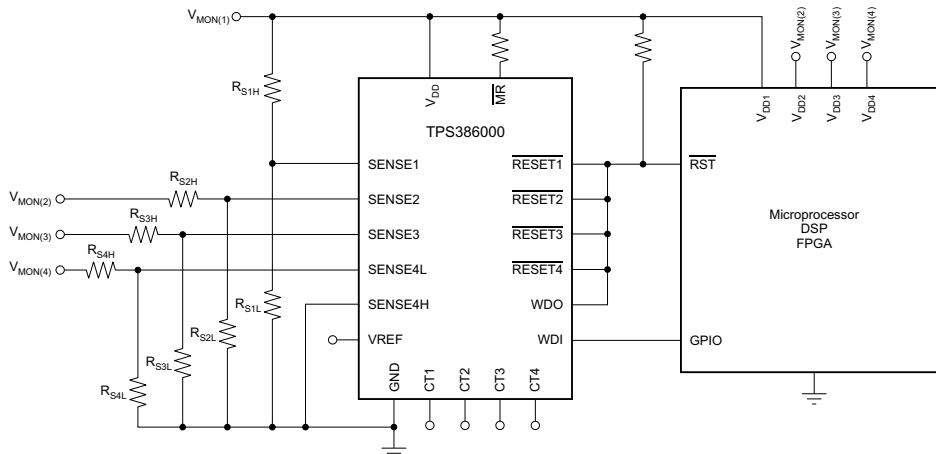 VMON(1)
VMON(2)
VMON(3)
VMON(4)
RS1H
VDD
MR
VDD1
VDD2
VDD3
VDD4
TPS386000
SENSE1
RESET1
RST
VMON(2)
RS2H
SENSE2
RESET2
Microprocessor
DSP
FPGA
VMON(3)
RS3H
SENSE3
RESET3
VMON(4)
RS4H
SENSE4L
RESET4
SENSE4H
WDO
RS1L
RS2L
VREF
WDI
GPIO
RS3L
RS4L
GND
CT1
CT2
CT3
CT4